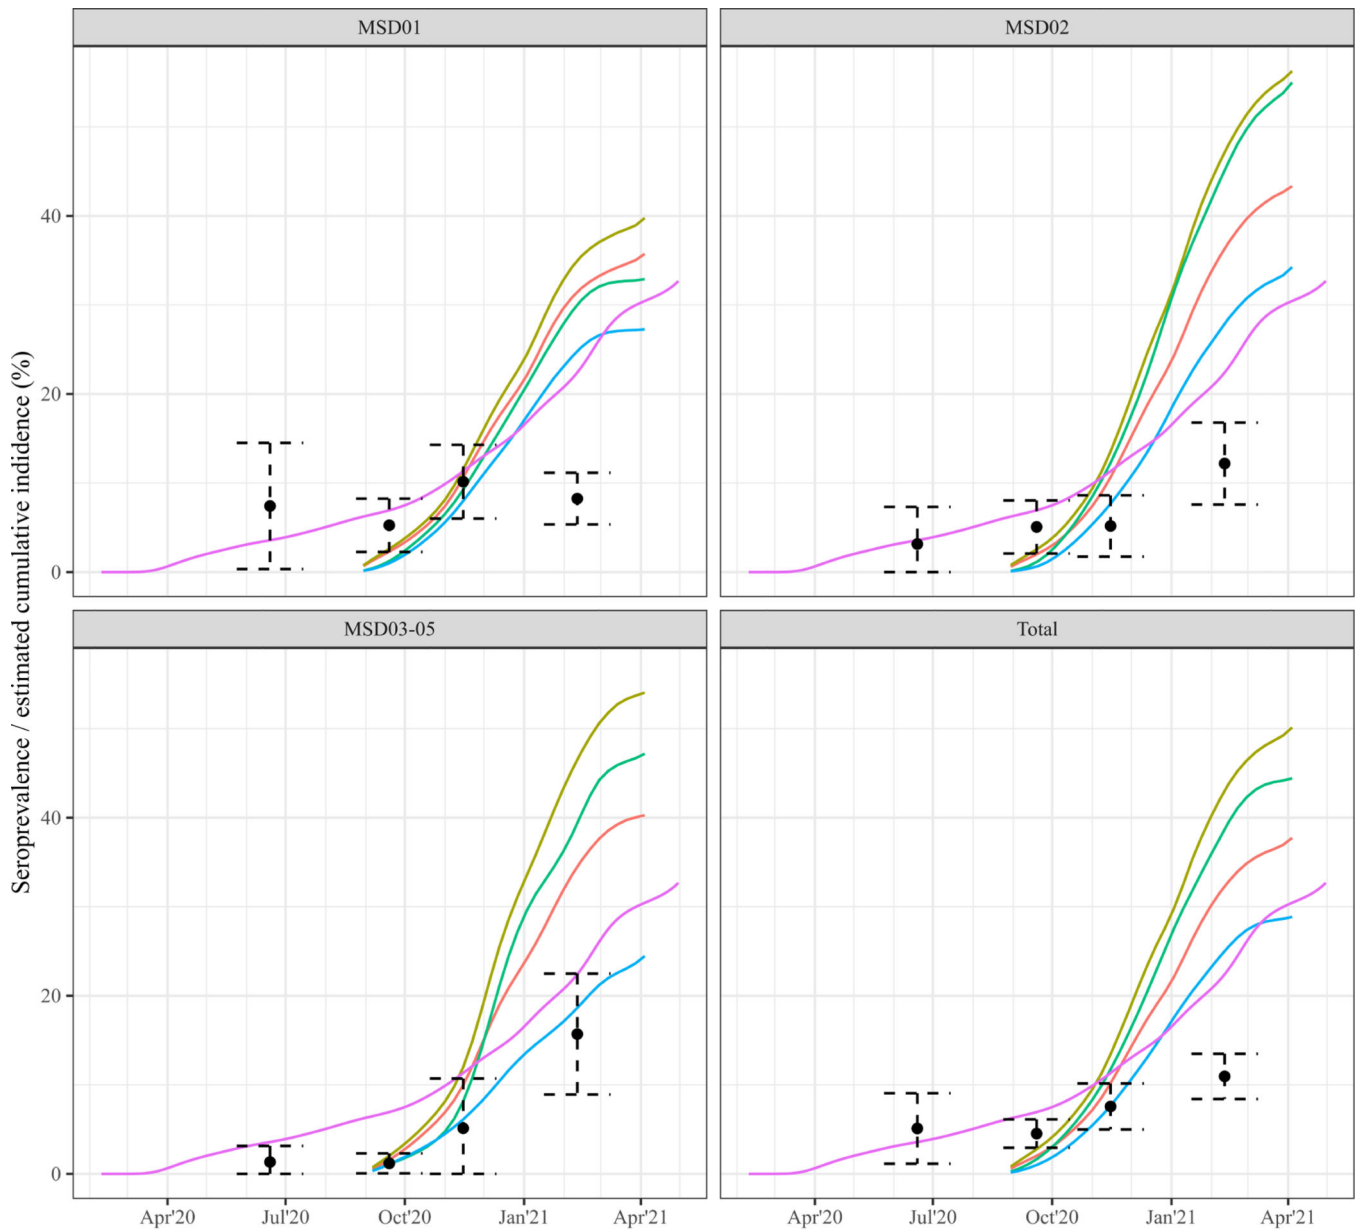 MSD01
MSD02
40
20
0
MSD03-05
Total
40
20
0
Seroprevalence / estimated cumulative indidence (%)
Apr'20 Jul'20 Oct'20 Jan'21 Apr'21
Apr'20 Jul'20 Oct'20 Jan'21 Apr'21